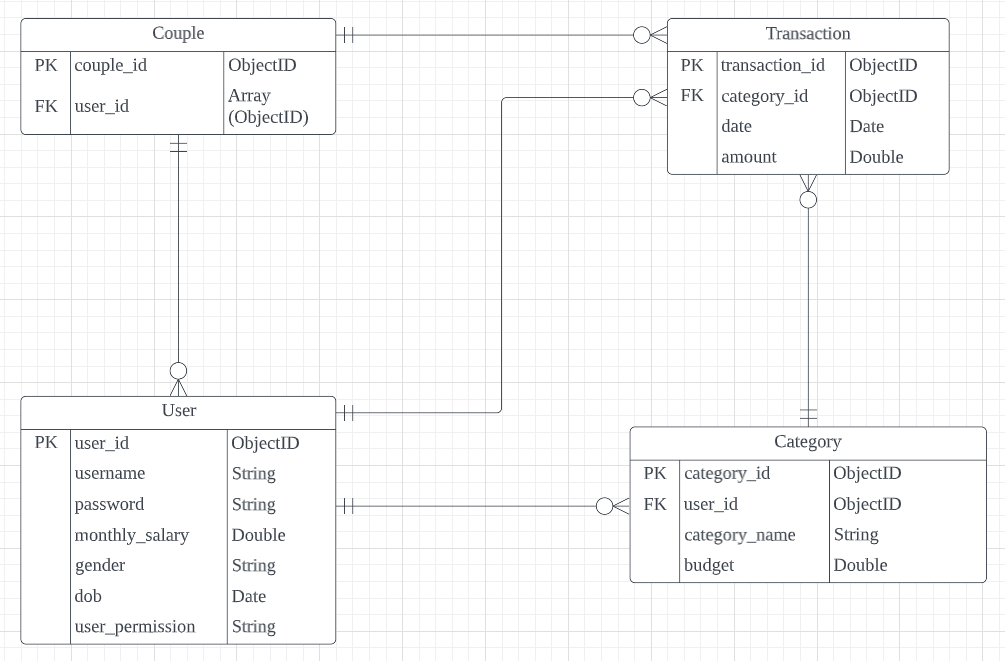 Couple
PK couple_id ObjectID
FK user_id Array
(ObjectID)
Transaction
PK transaction_id ObjectID
FK category_id ObjectID
date Date
amount Double
User
PK user_id ObjectID
username String
password String
monthly_salary Double
gender String
dob Date
user_permission String
Category
PK category_id ObjectID
FK user_id ObjectID
category_name String
budget Double